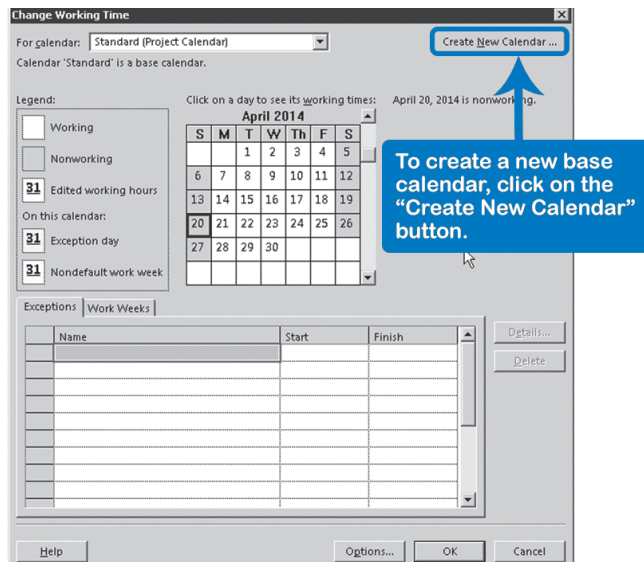 Change Working Time
For calendar: Standard (Project Calendar)
Create New Calendar ...
Calendar 'Standard' is a base calendar.
Legend:
Working
Nonworking
31 Edited working hours
On this calendar:
31 Exception day
31 Nondefault work week
Click on a day to see its working times:
April 20, 2014 is nonworking.
April 2014
S M T W Th F S
1 2 3 4 5
6 7 8 9 10 11 12
13 14 15 16 17 18 19
20 21 22 23 24 25 26
27 28 29 30
To create a new base
calendar, click on the
“Create New Calendar”
button.
Exceptions Work Weeks
Name Start Finish
Details...
Delete
Help Options... OK Cancel